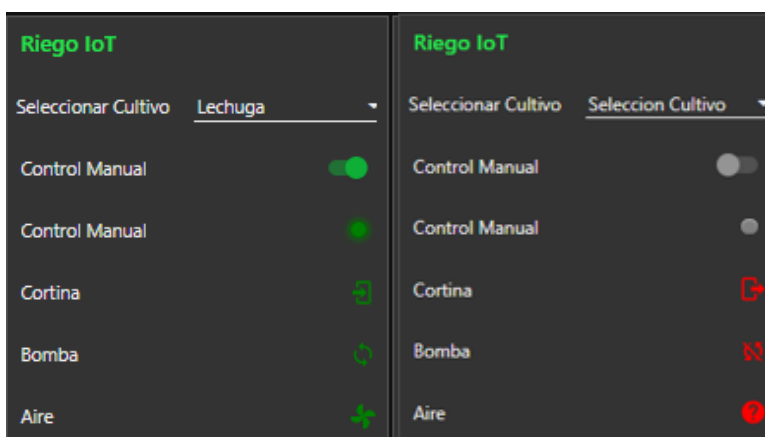 Riego IoT
Seleccionar Cultivo Lechuga
Control Manual
Control Manual
Cortina
Bomba
Aire
Riego IoT
Seleccionar Cultivo Seleccion Cultivo
Control Manual
Control Manual
Cortina
Bomba
Aire